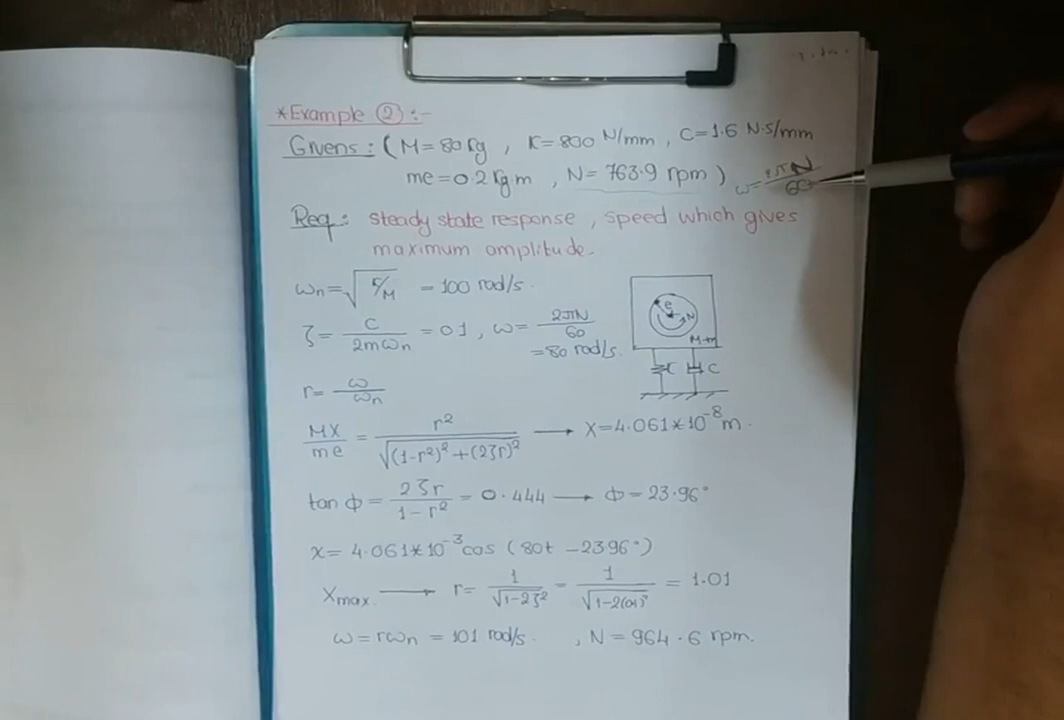 *Example ② :-
Givens : ( M = 80 Kg , K = 800 N/mm , C = 1.6 N.S/mm
me = 0.2 Kg.m , N = 763.9 rpm ) ω = 2πN/60
Req : steady state response , speed which gives
maximum amplitude.
ωn = √(K/M) = 100 rad/s.
ζ = C/(2mωn) = 0.1 , ω = 2πN/60
= 80 rad/s.
e
N
M-m
K C
r = ω/ωn
MX/me = r²/√((1-r²)²+(2ζr)²) → X = 4.061*10⁻⁸m.
tan ϕ = 2ζr/(1-r²) = 0.444 → ϕ = 23.96°
x = 4.061*10⁻³ cos (80t - 23.96°)
Xmax. → r = 1/√(1-2ζ²) = 1/√(1-2(0.1)²) = 1.01
ω = rωn = 101 rad/s. , N = 964.6 rpm.